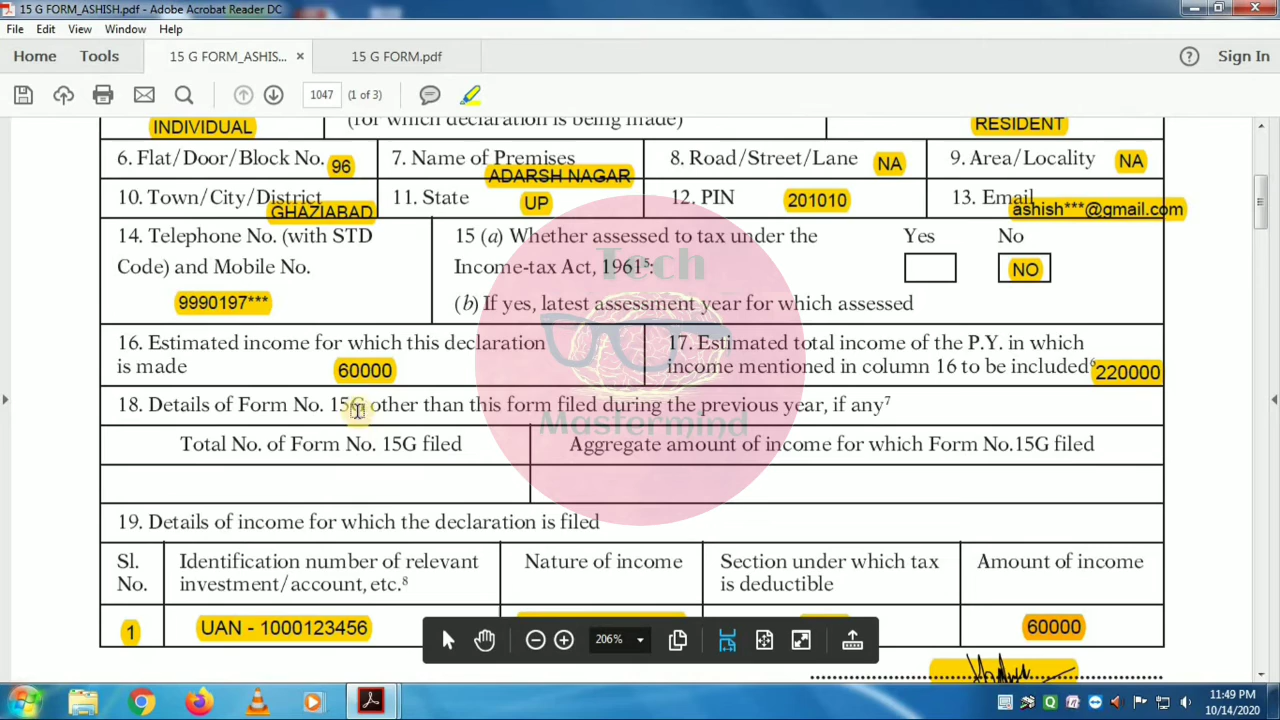 15 G FORM_ASHISH.pdf - Adobe Acrobat Reader DC
File Edit View Window Help
Home Tools 15 G FORM_ASHIS... × 15 G FORM.pdf ? Sign In
1047 (1 of 3)
INDIVIDUAL (for which declaration is being made) RESIDENT
6. Flat/Door/Block No. 96 7. Name of Premises ADARSH NAGAR 8. Road/Street/Lane NA 9. Area/Locality NA
10. Town/City/District GHAZIABAD 11. State UP 12. PIN 201010 13. Email ashish***@gmail.com
14. Telephone No. (with STD
Code) and Mobile No.
9990197***
15 (a) Whether assessed to tax under the Yes No
Income-tax Act, 1961⁵: NO
(b) If yes, latest assessment year for which assessed
16. Estimated income for which this declaration
is made 60000
17. Estimated total income of the P.Y. in which
income mentioned in column 16 to be included⁶ 220000
18. Details of Form No. 15G other than this form filed during the previous year, if any⁷
Total No. of Form No. 15G filed Aggregate amount of income for which Form No.15G filed
19. Details of income for which the declaration is filed
Sl.
No.
Identification number of relevant
investment/account, etc.⁸
Nature of income
Section under which tax
is deductible
Amount of income
1 UAN - 1000123456 60000
Tech
Mastermind
206%
11:49 PM
10/14/2020